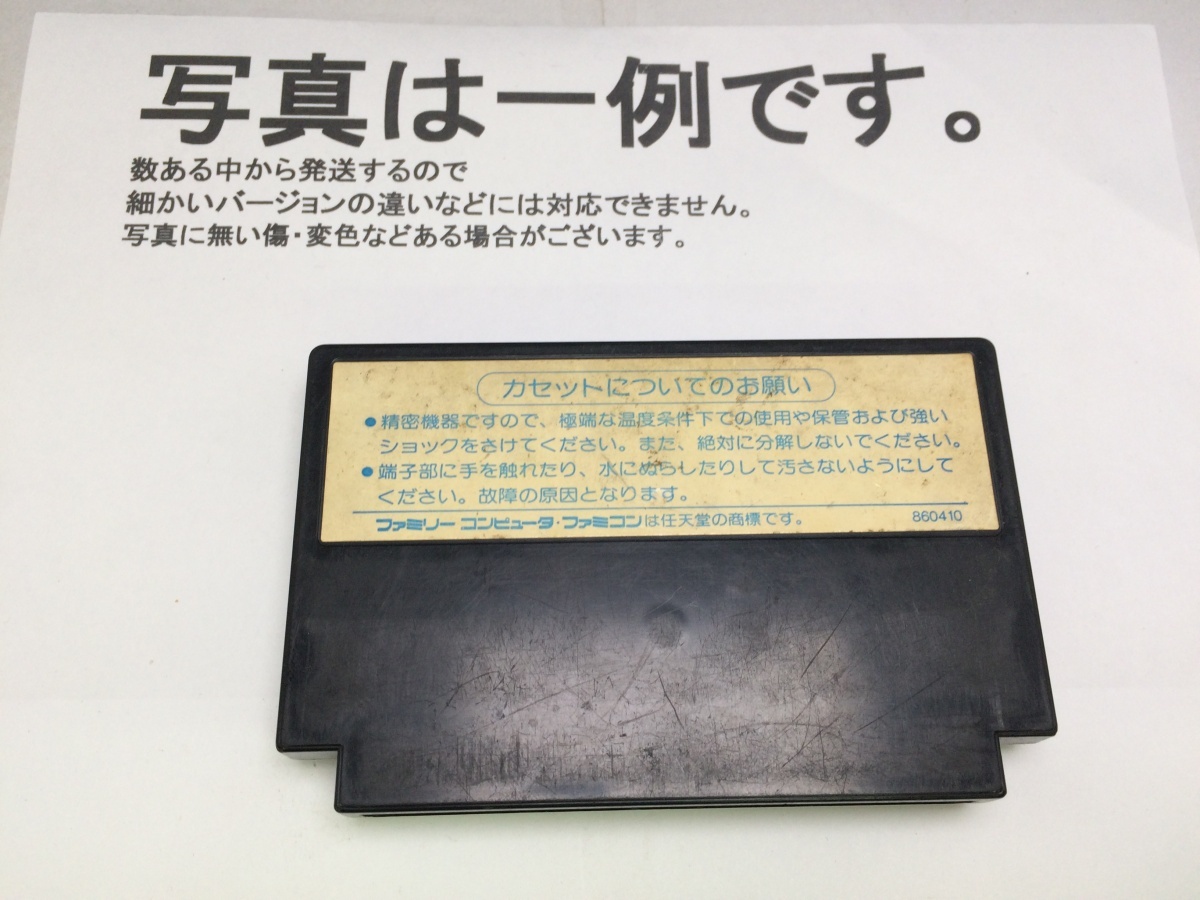 写真は一例です。
数ある中から発送するので
細かいバージョンの違いなどには対応できません。
写真に無い傷・変色などある場合がございます。
カセットについてのお願い
●精密機器ですので、極端な温度条件下での使用や保管および強い
ショックをさけてください。また、絶対に分解しないでください。
●端子部に手を触れたり、水にぬらしたりして汚さないようにして
ください。故障の原因となります。
ファミリー コンピュータ・ファミコンは任天堂の商標です。 860410